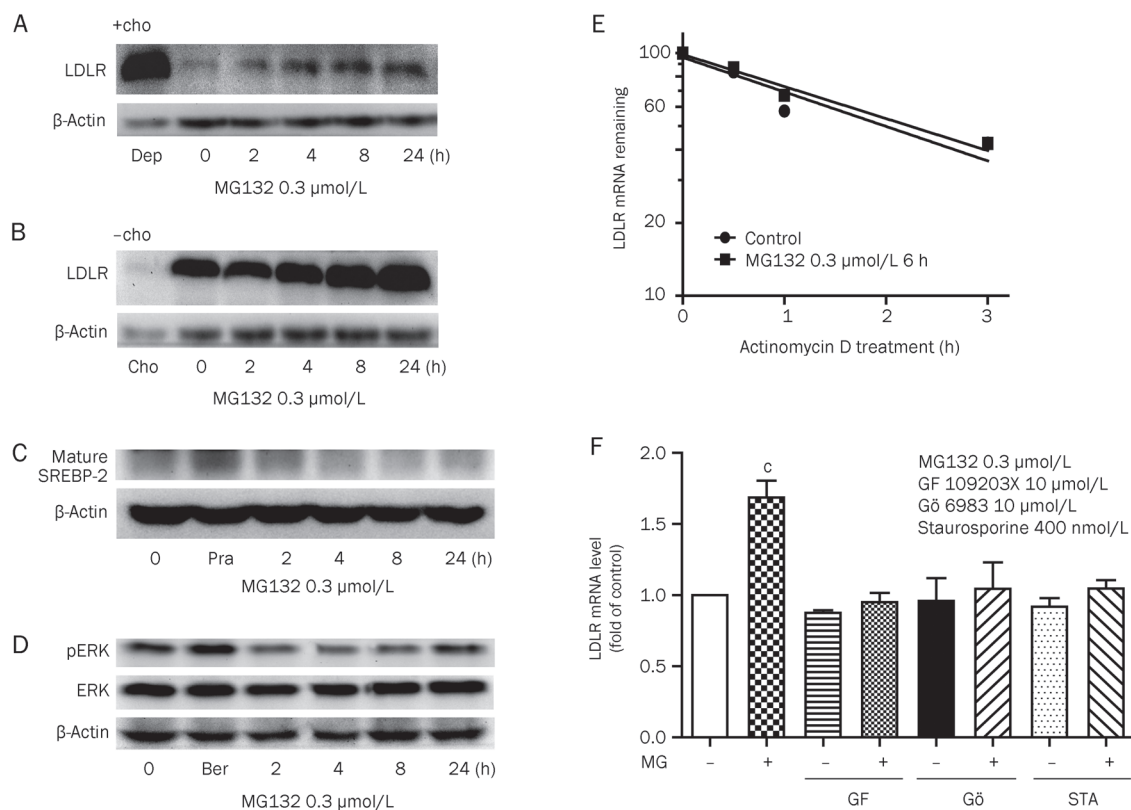 A
+cho
LDLR
β-Actin
Dep 0 2 4 8 24 (h)
MG132 0.3 µmol/L
B
–cho
LDLR
β-Actin
Cho 0 2 4 8 24 (h)
MG132 0.3 µmol/L
C
Mature
SREBP-2
β-Actin
0 Pra 2 4 8 24 (h)
MG132 0.3 µmol/L
D
pERK
ERK
β-Actin
0 Ber 2 4 8 24 (h)
MG132 0.3 µmol/L
E
LDLR mRNA remaining
100
60
20
10
Control
MG132 0.3 µmol/L 6 h
0 1 2 3
Actinomycin D treatment (h)
F
LDLR mRNA level
(fold of control)
2.0
1.5
1.0
0.5
0.0
c
MG132 0.3 µmol/L
GF 109203X 10 µmol/L
Gö 6983 10 µmol/L
Staurosporine 400 nmol/L
MG – + – + – + – +
GF Gö STA